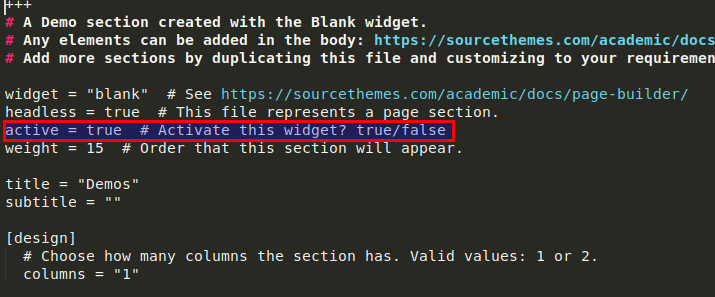 +++
# A Demo section created with the Blank widget.
# Any elements can be added in the body: https://sourcethemes.com/academic/docs
# Add more sections by duplicating this file and customizing to your requiremen
widget = "blank"  # See https://sourcethemes.com/academic/docs/page-builder/
headless = true  # This file represents a page section.
active = true  # Activate this widget? true/false
weight = 15  # Order that this section will appear.
title = "Demos"
subtitle = ""
[design]
  # Choose how many columns the section has. Valid values: 1 or 2.
  columns = "1"